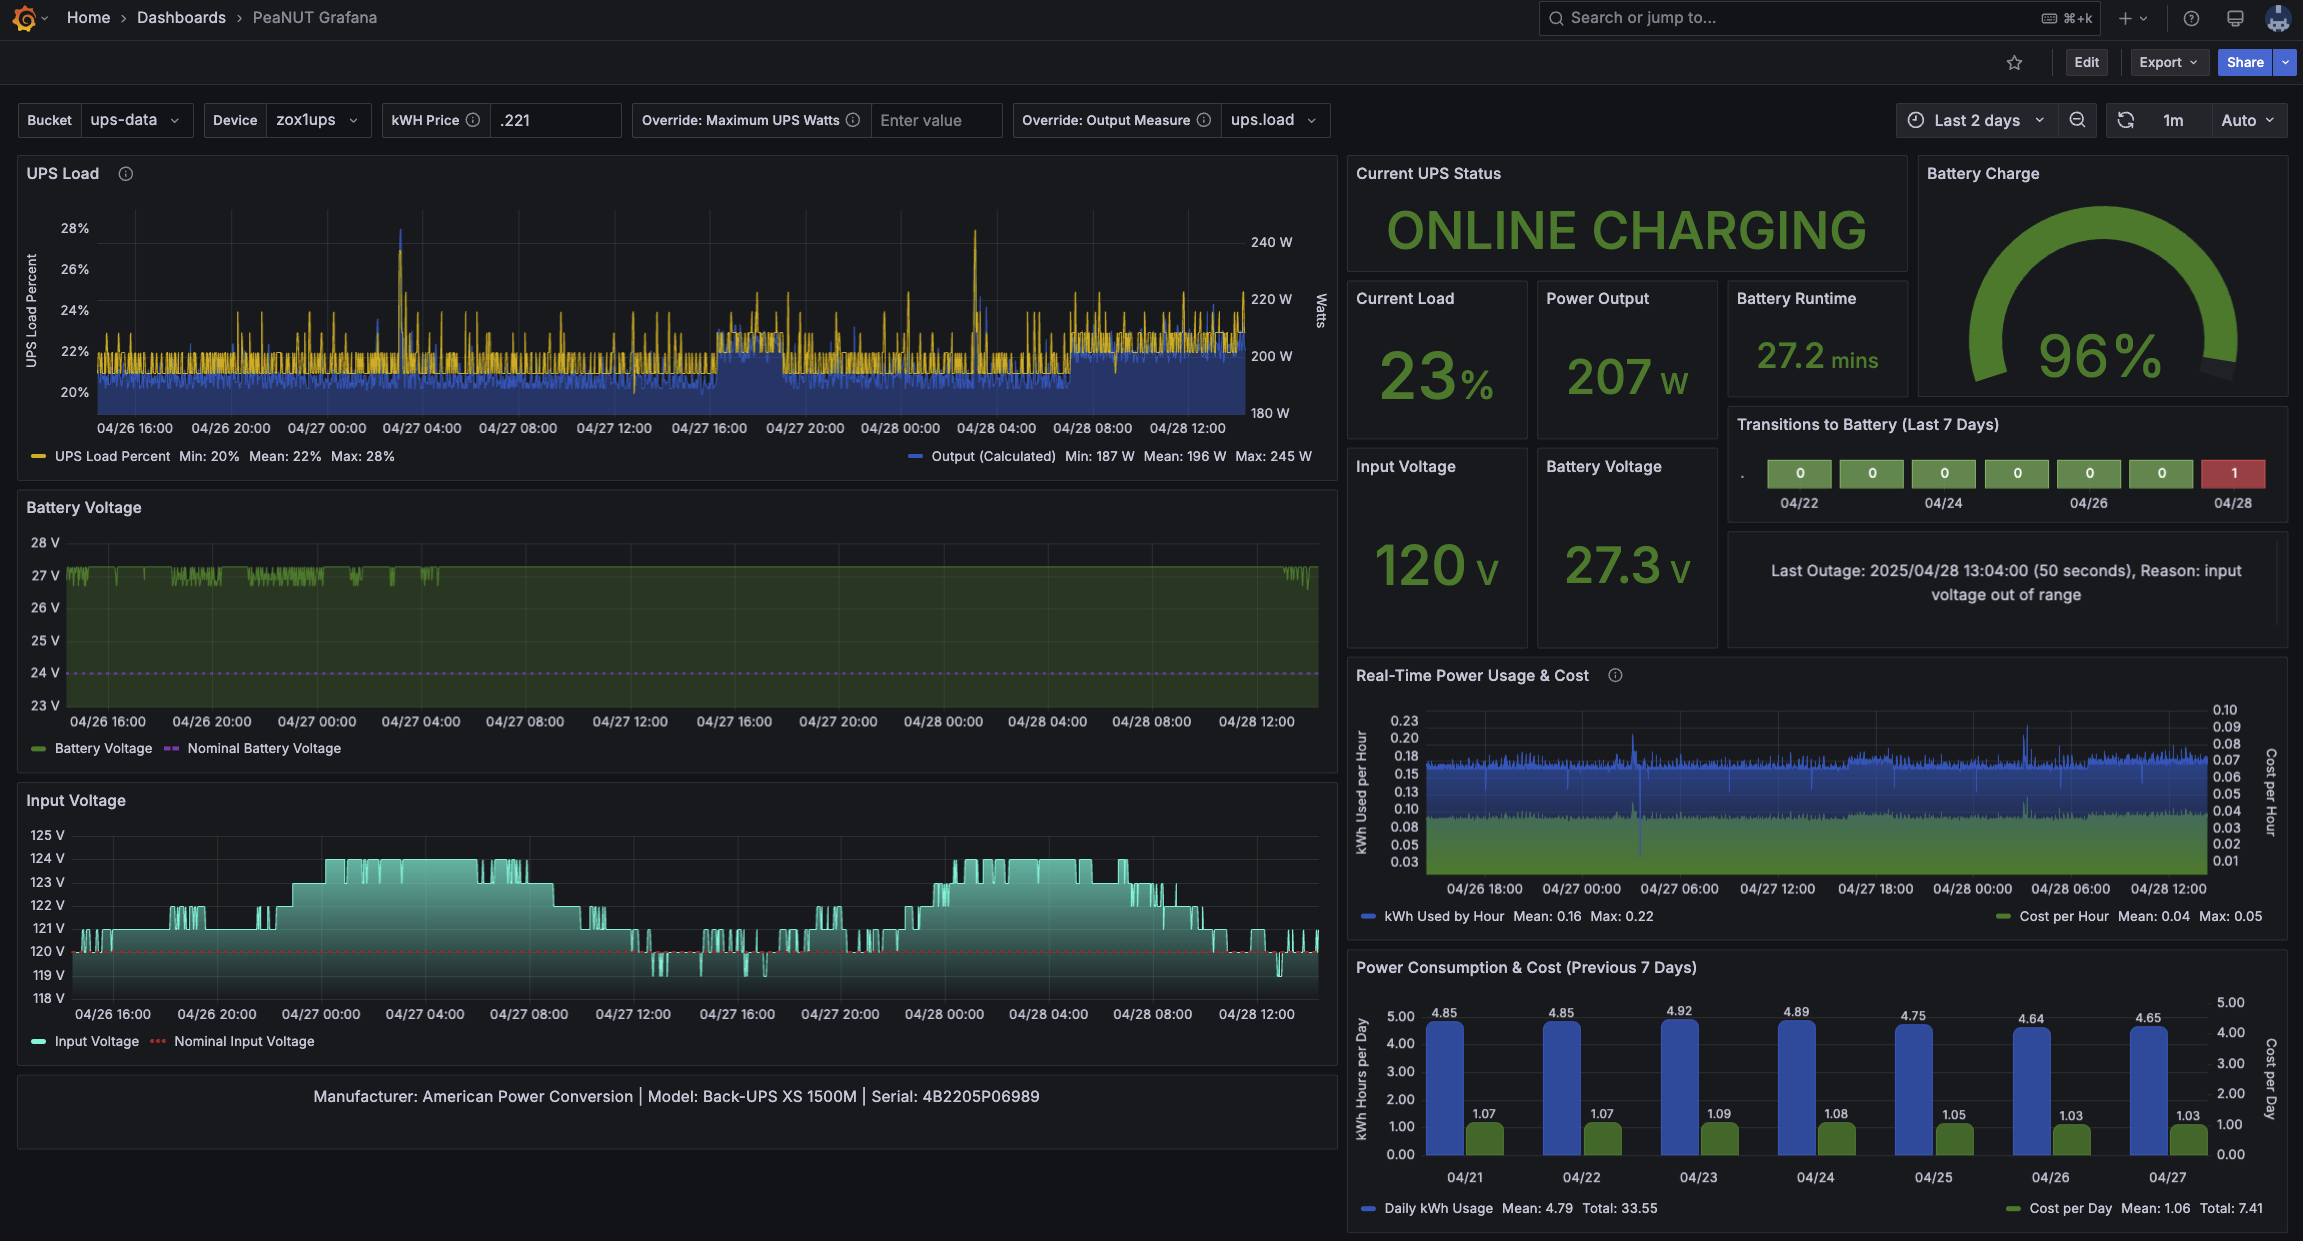 Home › Dashboards › PeaNUT Grafana
Search or jump to...
⌘+k
Edit
Export
Share
Bucket ups-data
Device zox1ups
kWH Price .221
Override: Maximum UPS Watts Enter value
Override: Output Measure ups.load
Last 2 days
1m
Auto
UPS Load
UPS Load Percent
28%
26%
24%
22%
20%
240 W
220 W
200 W
180 W
Watts
04/26 16:00 04/26 20:00 04/27 00:00 04/27 04:00 04/27 08:00 04/27 12:00 04/27 16:00 04/27 20:00 04/28 00:00 04/28 04:00 04/28 08:00 04/28 12:00
UPS Load Percent Min: 20% Mean: 22% Max: 28%
Output (Calculated) Min: 187 W Mean: 196 W Max: 245 W
Battery Voltage
28 V
27 V
26 V
25 V
24 V
23 V
04/26 16:00 04/26 20:00 04/27 00:00 04/27 04:00 04/27 08:00 04/27 12:00 04/27 16:00 04/27 20:00 04/28 00:00 04/28 04:00 04/28 08:00 04/28 12:00
Battery Voltage Nominal Battery Voltage
Input Voltage
125 V
124 V
123 V
122 V
121 V
120 V
119 V
118 V
04/26 16:00 04/26 20:00 04/27 00:00 04/27 04:00 04/27 08:00 04/27 12:00 04/27 16:00 04/27 20:00 04/28 00:00 04/28 04:00 04/28 08:00 04/28 12:00
Input Voltage Nominal Input Voltage
Manufacturer: American Power Conversion | Model: Back-UPS XS 1500M | Serial: 4B2205P06989
Current UPS Status
ONLINE CHARGING
Battery Charge
96%
Current Load
23%
Power Output
207 W
Battery Runtime
27.2 mins
Input Voltage
120 V
Battery Voltage
27.3 V
Transitions to Battery (Last 7 Days)
. 0 0 0 0 0 0 1
04/22 04/24 04/26 04/28
Last Outage: 2025/04/28 13:04:00 (50 seconds), Reason: input
voltage out of range
Real-Time Power Usage & Cost
kWh Used per Hour
0.23
0.20
0.18
0.15
0.13
0.10
0.08
0.05
0.03
0.10
0.09
0.08
0.07
0.06
0.05
0.04
0.03
0.02
0.01
Cost per Hour
04/26 18:00 04/27 00:00 04/27 06:00 04/27 12:00 04/27 18:00 04/28 00:00 04/28 06:00 04/28 12:00
kWh Used by Hour Mean: 0.16 Max: 0.22
Cost per Hour Mean: 0.04 Max: 0.05
Power Consumption & Cost (Previous 7 Days)
kWh Hours per Day
5.00
4.00
3.00
2.00
1.00
0.00
4.85 4.85 4.92 4.89 4.75 4.64 4.65
1.07 1.07 1.09 1.08 1.05 1.03 1.03
5.00
4.00
3.00
2.00
1.00
0.00
Cost per Day
04/21 04/22 04/23 04/24 04/25 04/26 04/27
Daily kWh Usage Mean: 4.79 Total: 33.55
Cost per Day Mean: 1.06 Total: 7.41